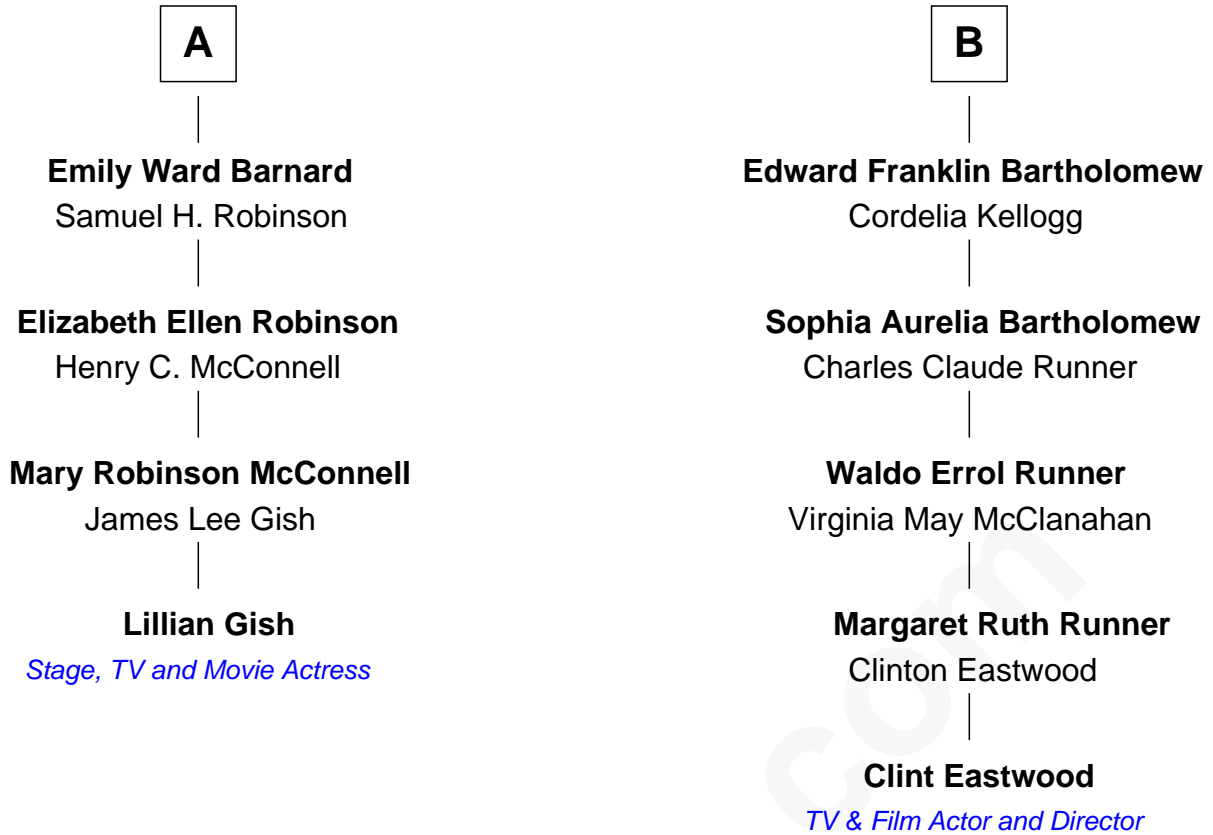 A
Emily Ward Barnard
Samuel H. Robinson
Elizabeth Ellen Robinson
Henry C. McConnell
Mary Robinson McConnell
James Lee Gish
Lillian Gish
Stage, TV and Movie Actress
B
Edward Franklin Bartholomew
Cordelia Kellogg
Sophia Aurelia Bartholomew
Charles Claude Runner
Waldo Errol Runner
Virginia May McClanahan
Margaret Ruth Runner
Clinton Eastwood
Clint Eastwood
TV & Film Actor and Director
com